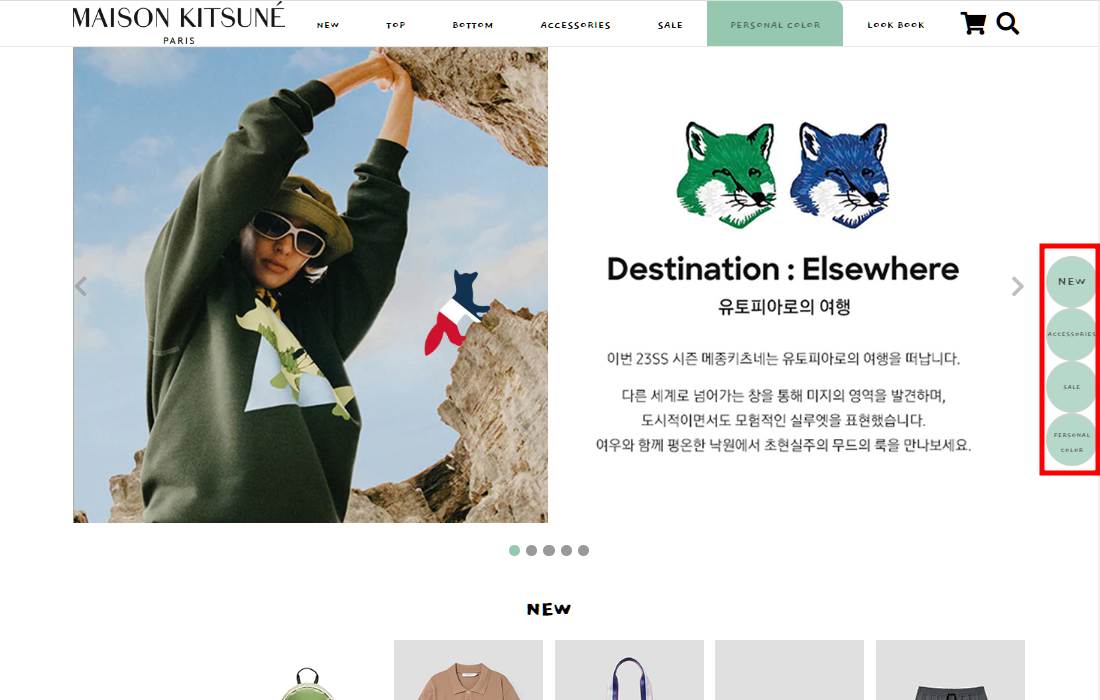 MAISON KITSUNÉ
PARIS
NEW
TOP
BOTTOM
ACCESSORIES
SALE
PERSONAL COLOR
LOOK BOOK
Destination : Elsewhere
유토피아로의 여행
이번 23SS 시즌 메종키츠네는 유토피아로의 여행을 떠납니다.
다른 세계로 넘어가는 창을 통해 미지의 영역을 발견하며,
도시적이면서도 모험적인 실루엣을 표현했습니다.
여우와 함께 평온한 낙원에서 초현실주의 무드의 룩을 만나보세요.
NEW
ACCESSORIES
SALE
PERSONAL
COLOR
NEW